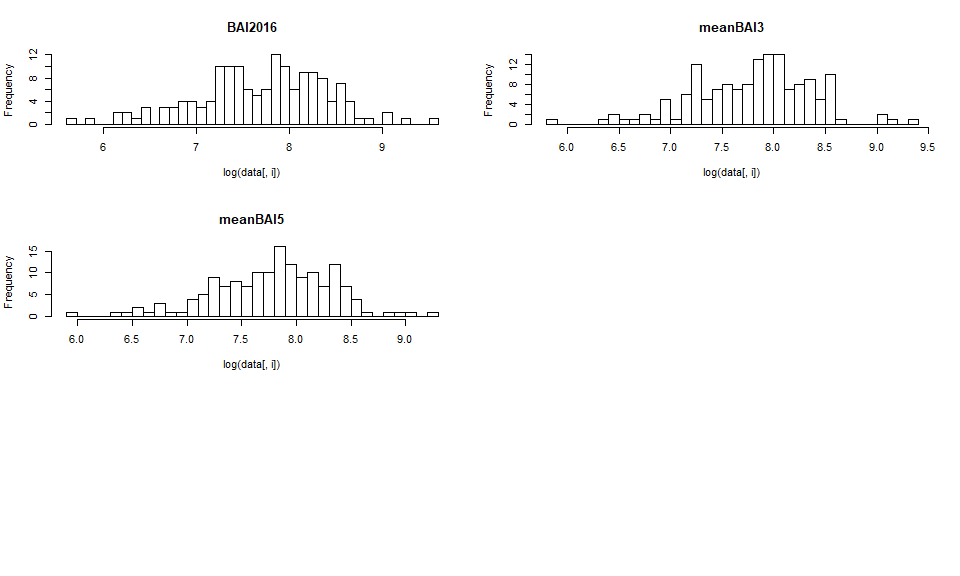 BAI2016
Frequency
0 4 8 12
6 7 8 9
log(data[, i])
meanBAI3
Frequency
0 4 8 12
6.0 6.5 7.0 7.5 8.0 8.5 9.0 9.5
log(data[, i])
meanBAI5
Frequency
0 5 10 15
6.0 6.5 7.0 7.5 8.0 8.5 9.0
log(data[, i])